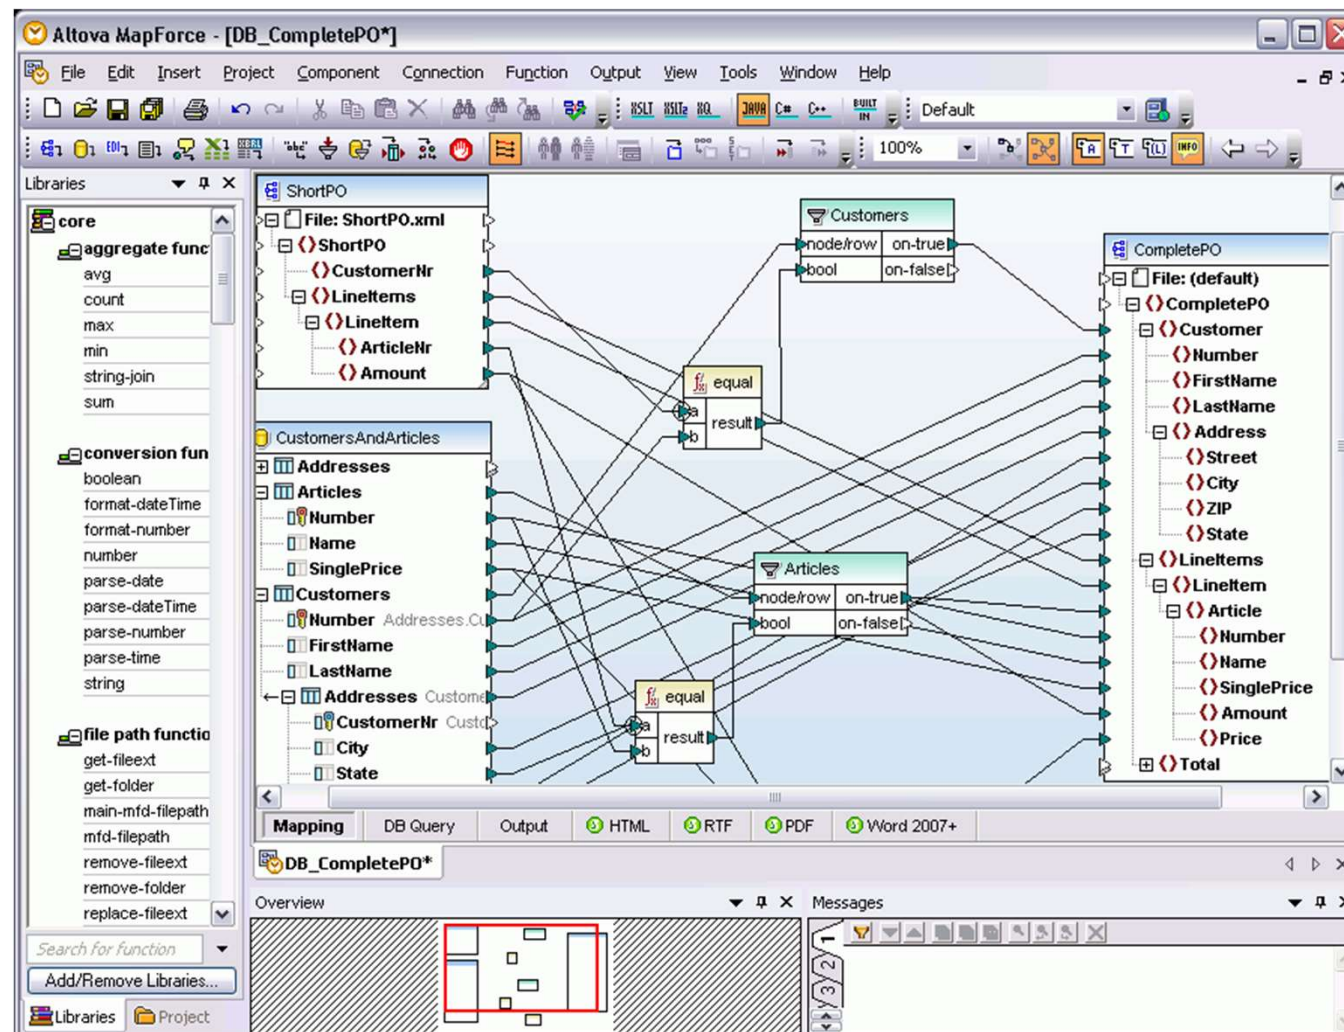 Altova MapForce - [DB_CompletePO*]
File Edit Insert Project Component Connection Function Output View Tools Window Help
XSLT XSLT2 XQ JAVA C# C++ BUILT IN Default
EDI 100% A T (L) INFO
Libraries
core
aggregate func
avg
count
max
min
string-join
sum
conversion fun
boolean
format-dateTime
format-number
number
parse-date
parse-dateTime
parse-number
parse-time
string
file path functio
get-fileext
get-folder
main-mfd-filepath
mfd-filepath
remove-fileext
remove-folder
replace-fileext
Search for function
Add/Remove Libraries...
Libraries Project
ShortPO
File: ShortPO.xml
ShortPO
CustomerNr
LineItems
LineItem
ArticleNr
Amount
CustomersAndArticles
Addresses
Articles
Number
Name
SinglePrice
Customers
Number Addresses.Cu
FirstName
LastName
Addresses Custome
CustomerNr Custo
City
State
Customers
node/row on-true
bool on-false
equal
a
b
result
Articles
node/row on-true
bool on-false
equal
a
b
result
CompletePO
File: (default)
CompletePO
Customer
Number
FirstName
LastName
Address
Street
City
ZIP
State
LineItems
LineItem
Article
Number
Name
SinglePrice
Amount
Price
Total
Mapping DB Query Output HTML RTF PDF Word 2007+
DB_CompletePO*
Overview
Messages
1
2
3